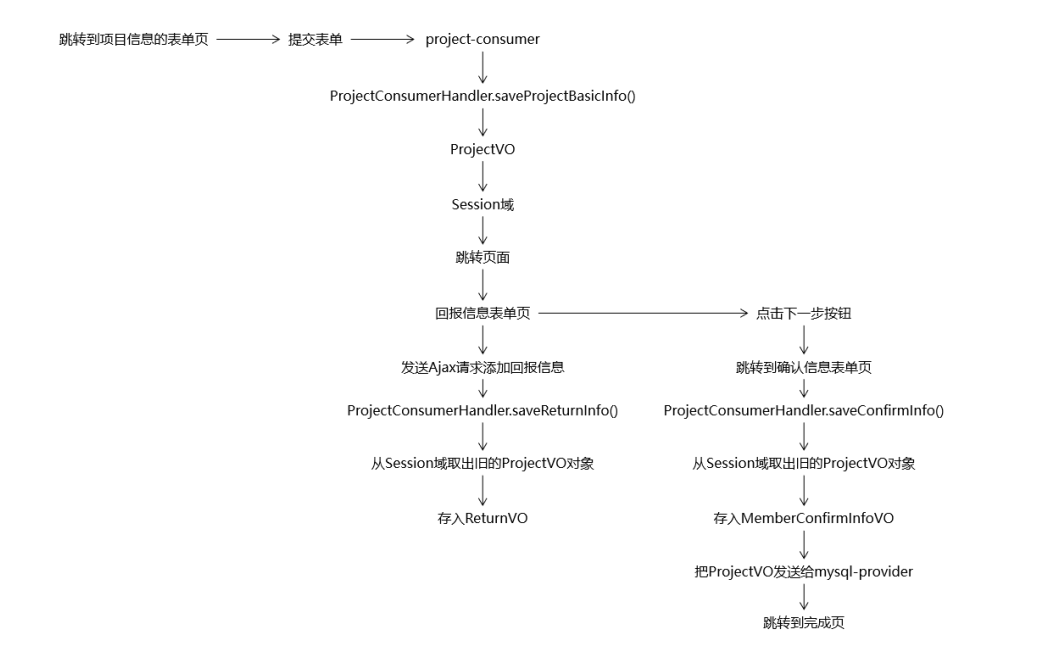 跳转到项目信息的表单页
提交表单
project-consumer
ProjectConsumerHandler.saveProjectBasicInfo()
ProjectVO
Session域
跳转页面
回报信息表单页
点击下一步按钮
发送Ajax请求添加回报信息
跳转到确认信息表单页
ProjectConsumerHandler.saveReturnInfo()
ProjectConsumerHandler.saveConfirmInfo()
从Session域取出旧的ProjectVO对象
从Session域取出旧的ProjectVO对象
存入ReturnVO
存入MemberConfirmInfoVO
把ProjectVO发送给mysql-provider
跳转到完成页